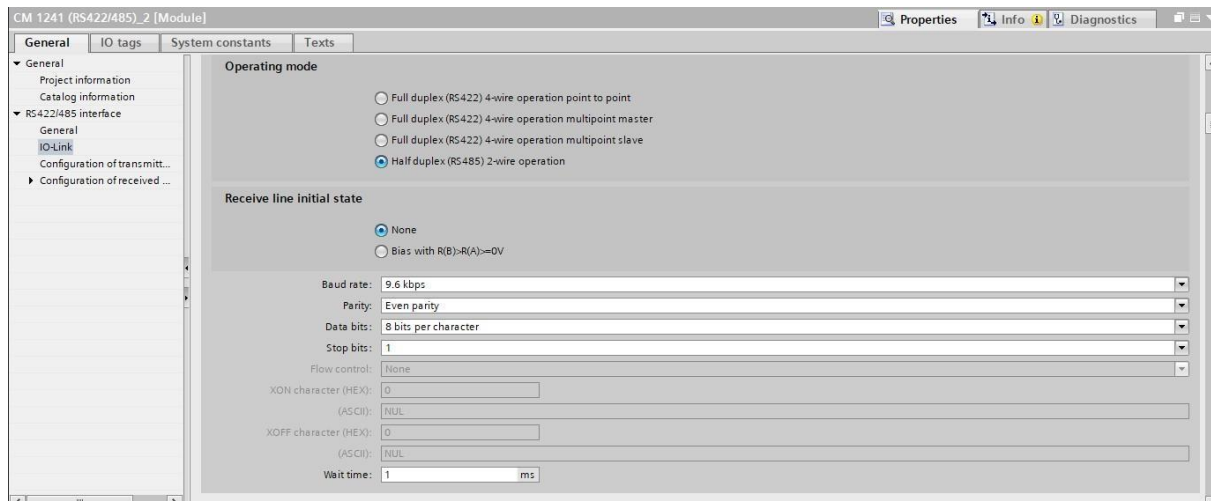 CM 1241 (RS422/485)_2 [Module]
Properties
Info
Diagnostics
General
IO tags
System constants
Texts
General
Project information
Catalog information
RS422/485 interface
General
IO-Link
Configuration of transmitt...
Configuration of received ...
Operating mode
Full duplex (RS422) 4-wire operation point to point
Full duplex (RS422) 4-wire operation multipoint master
Full duplex (RS422) 4-wire operation multipoint slave
Half duplex (RS485) 2-wire operation
Receive line initial state
None
Bias with R(B)>R(A)>=0V
Baud rate: 9.6 kbps
Parity: Even parity
Data bits: 8 bits per character
Stop bits: 1
Flow control: None
XON character (HEX): 0
(ASCII): NUL
XOFF character (HEX): 0
(ASCII): NUL
Wait time: 1 ms